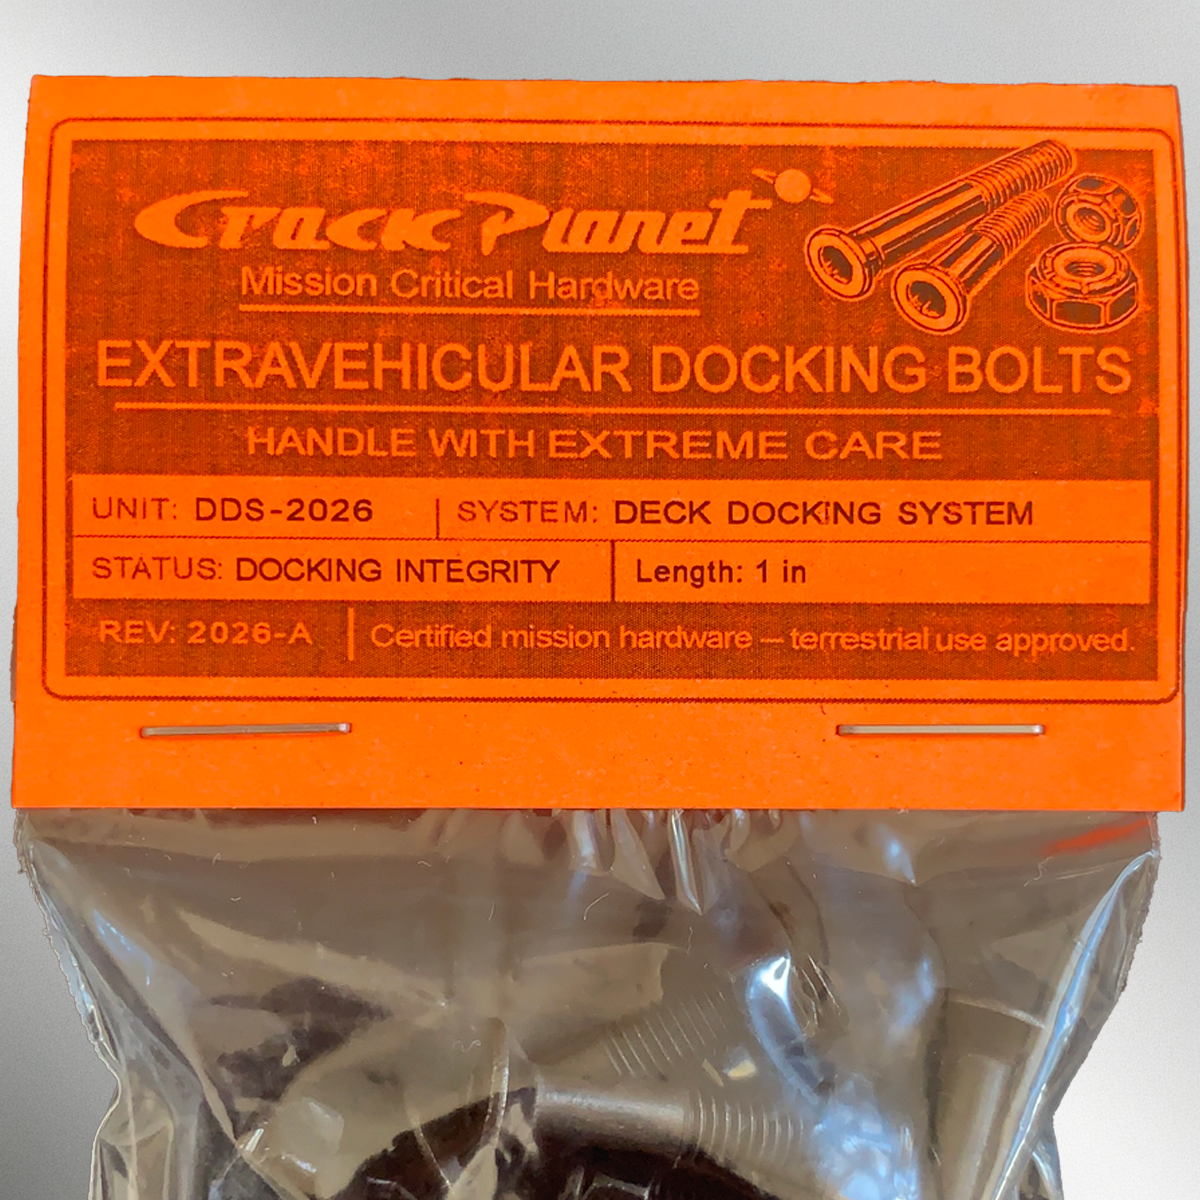 Crack Planet
Mission Critical Hardware
EXTRAVEHICULAR DOCKING BOLTS
HANDLE WITH EXTREME CARE
UNIT: DDS-2026 | SYSTEM: DECK DOCKING SYSTEM
STATUS: DOCKING INTEGRITY | Length: 1 in
REV: 2026-A | Certified mission hardware – terrestrial use approved.